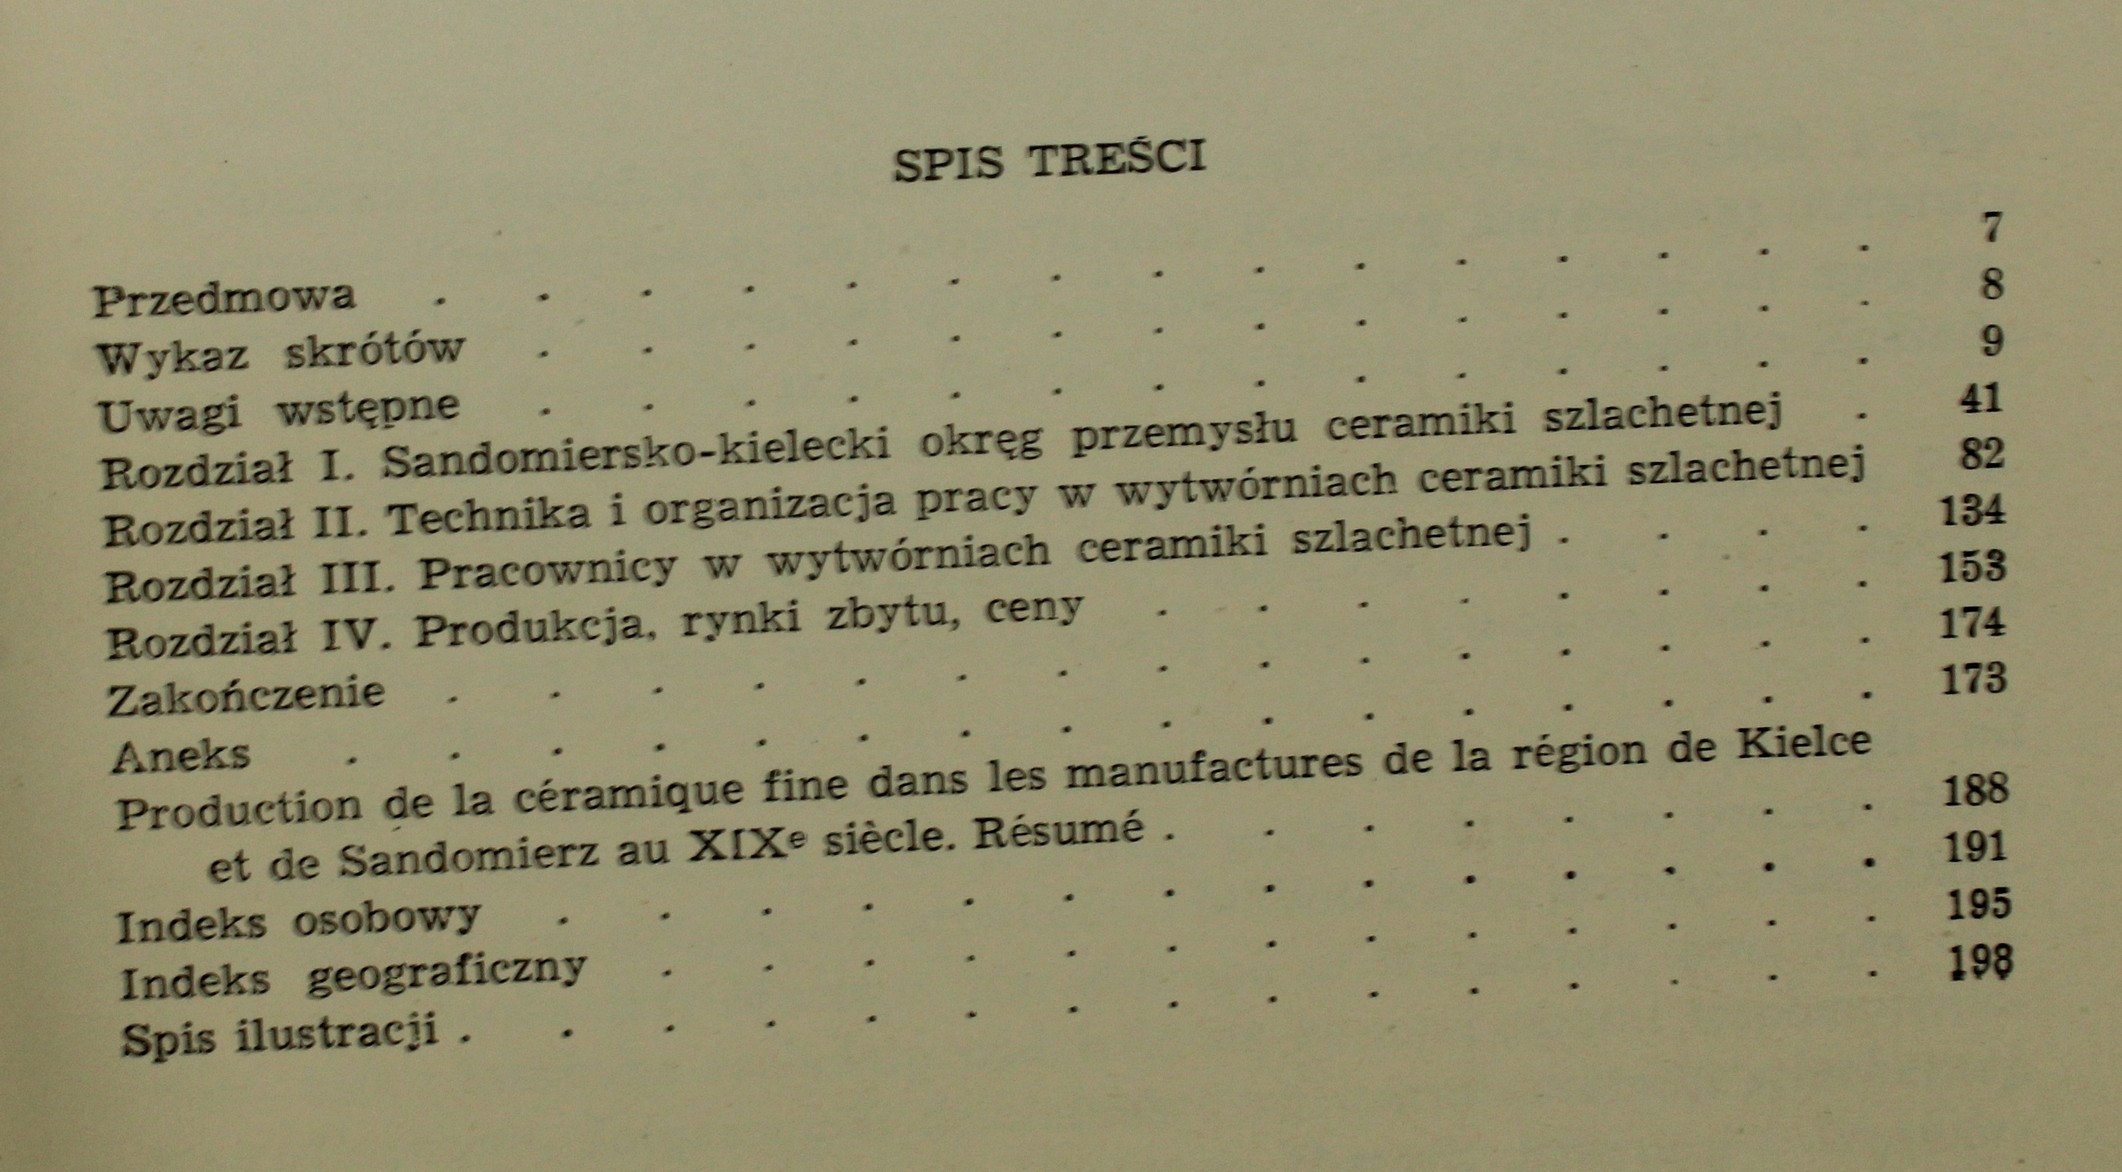 SPIS TREŚCI
Przedmowa . . . . . . . . . . . . . . . 7
Wykaz skrótów . . . . . . . . . . . . . . 8
Uwagi wstępne . . . . . . . . . . . . . . 9
Rozdział I. Sandomiersko-kielecki okręg przemysłu ceramiki szlachetnej . 41
Rozdział II. Technika i organizacja pracy w wytwórniach ceramiki szlachetnej 82
Rozdział III. Pracownicy w wytwórniach ceramiki szlachetnej . . . . 134
Rozdział IV. Produkcja, rynki zbytu, ceny . . . . . . . . 153
Zakończenie . . . . . . . . . . . . . . . 174
Aneks . . . . . . . . . . . . . . . . 173
Production de la céramique fine dans les manufactures de la région de Kielce
et de Sandomierz au XIXe siècle. Résumé . . . . . . . . 188
Indeks osobowy . . . . . . . . . . . . . . 191
Indeks geograficzny . . . . . . . . . . . . . 195
Spis ilustracji . . . . . . . . . . . . . . . 198